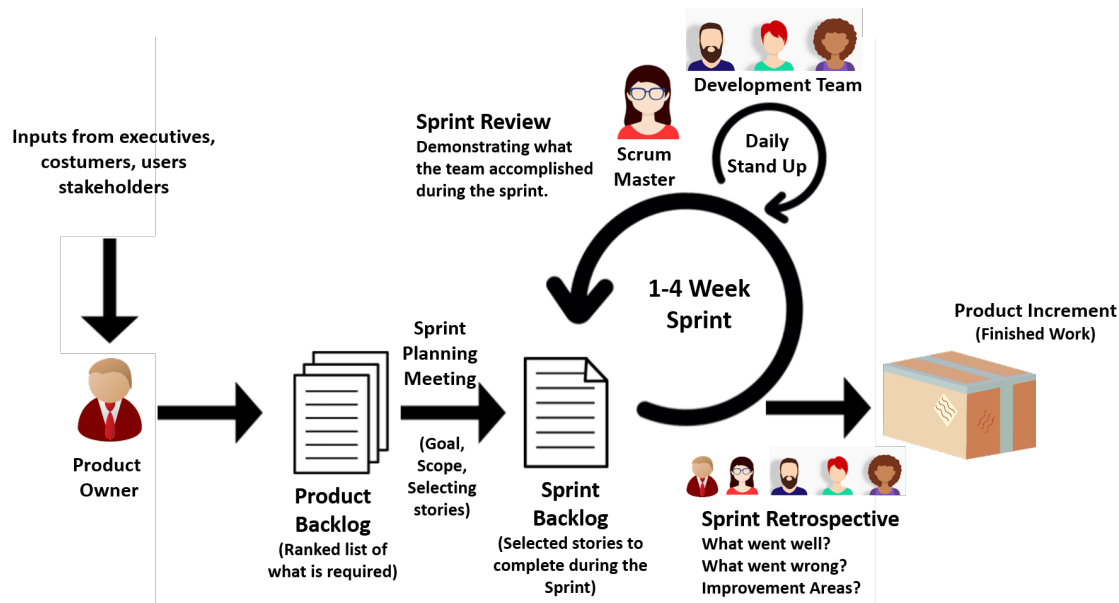 Inputs from executives,
costumers, users
stakeholders
Product
Owner
Product
Backlog
(Ranked list of
what is required)
Sprint
Planning
Meeting
(Goal,
Scope,
Selecting
stories)
Sprint
Backlog
(Selected stories to
complete during the
Sprint)
Sprint Review
Demonstrating what
the team accomplished
during the sprint.
Scrum
Master
Development Team
Daily
Stand Up
1-4 Week
Sprint
Product Increment
(Finished Work)
Sprint Retrospective
What went well?
What went wrong?
Improvement Areas?